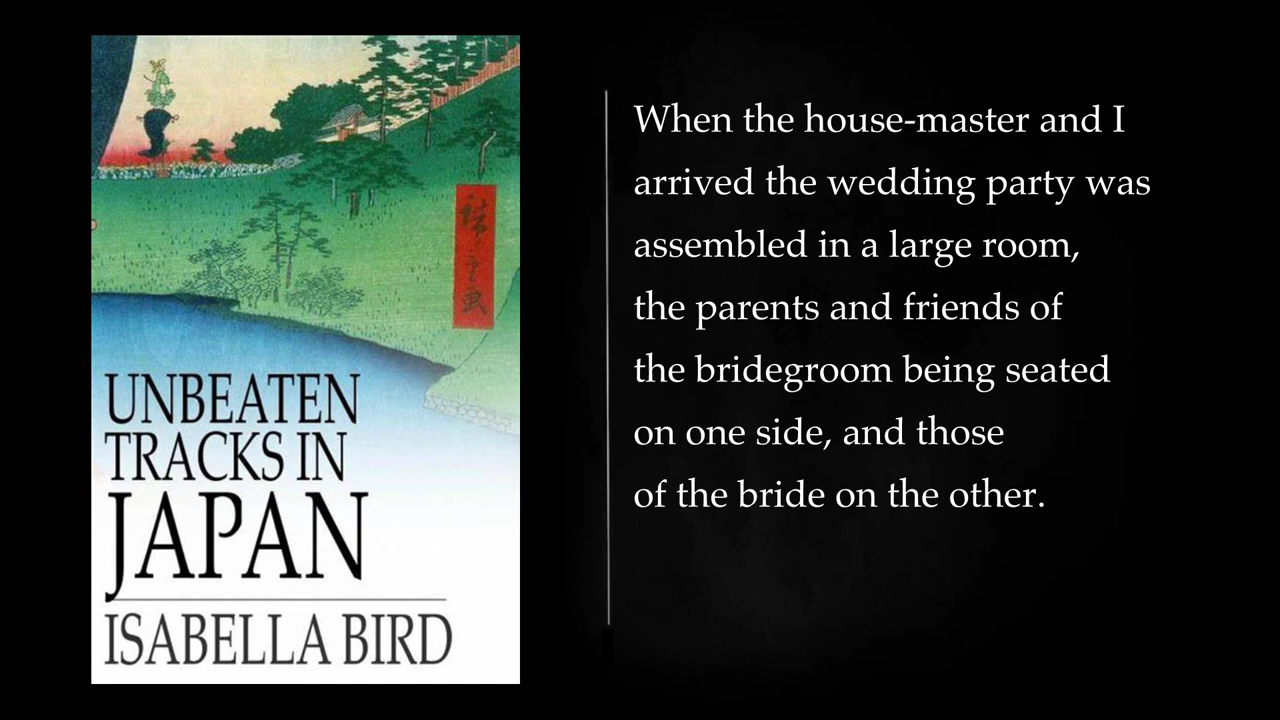 UNBEATEN
TRACKS IN
JAPAN
ISABELLA BIRD
When the house-master and I
arrived the wedding party was
assembled in a large room,
the parents and friends of
the bridegroom being seated
on one side, and those
of the bride on the other.